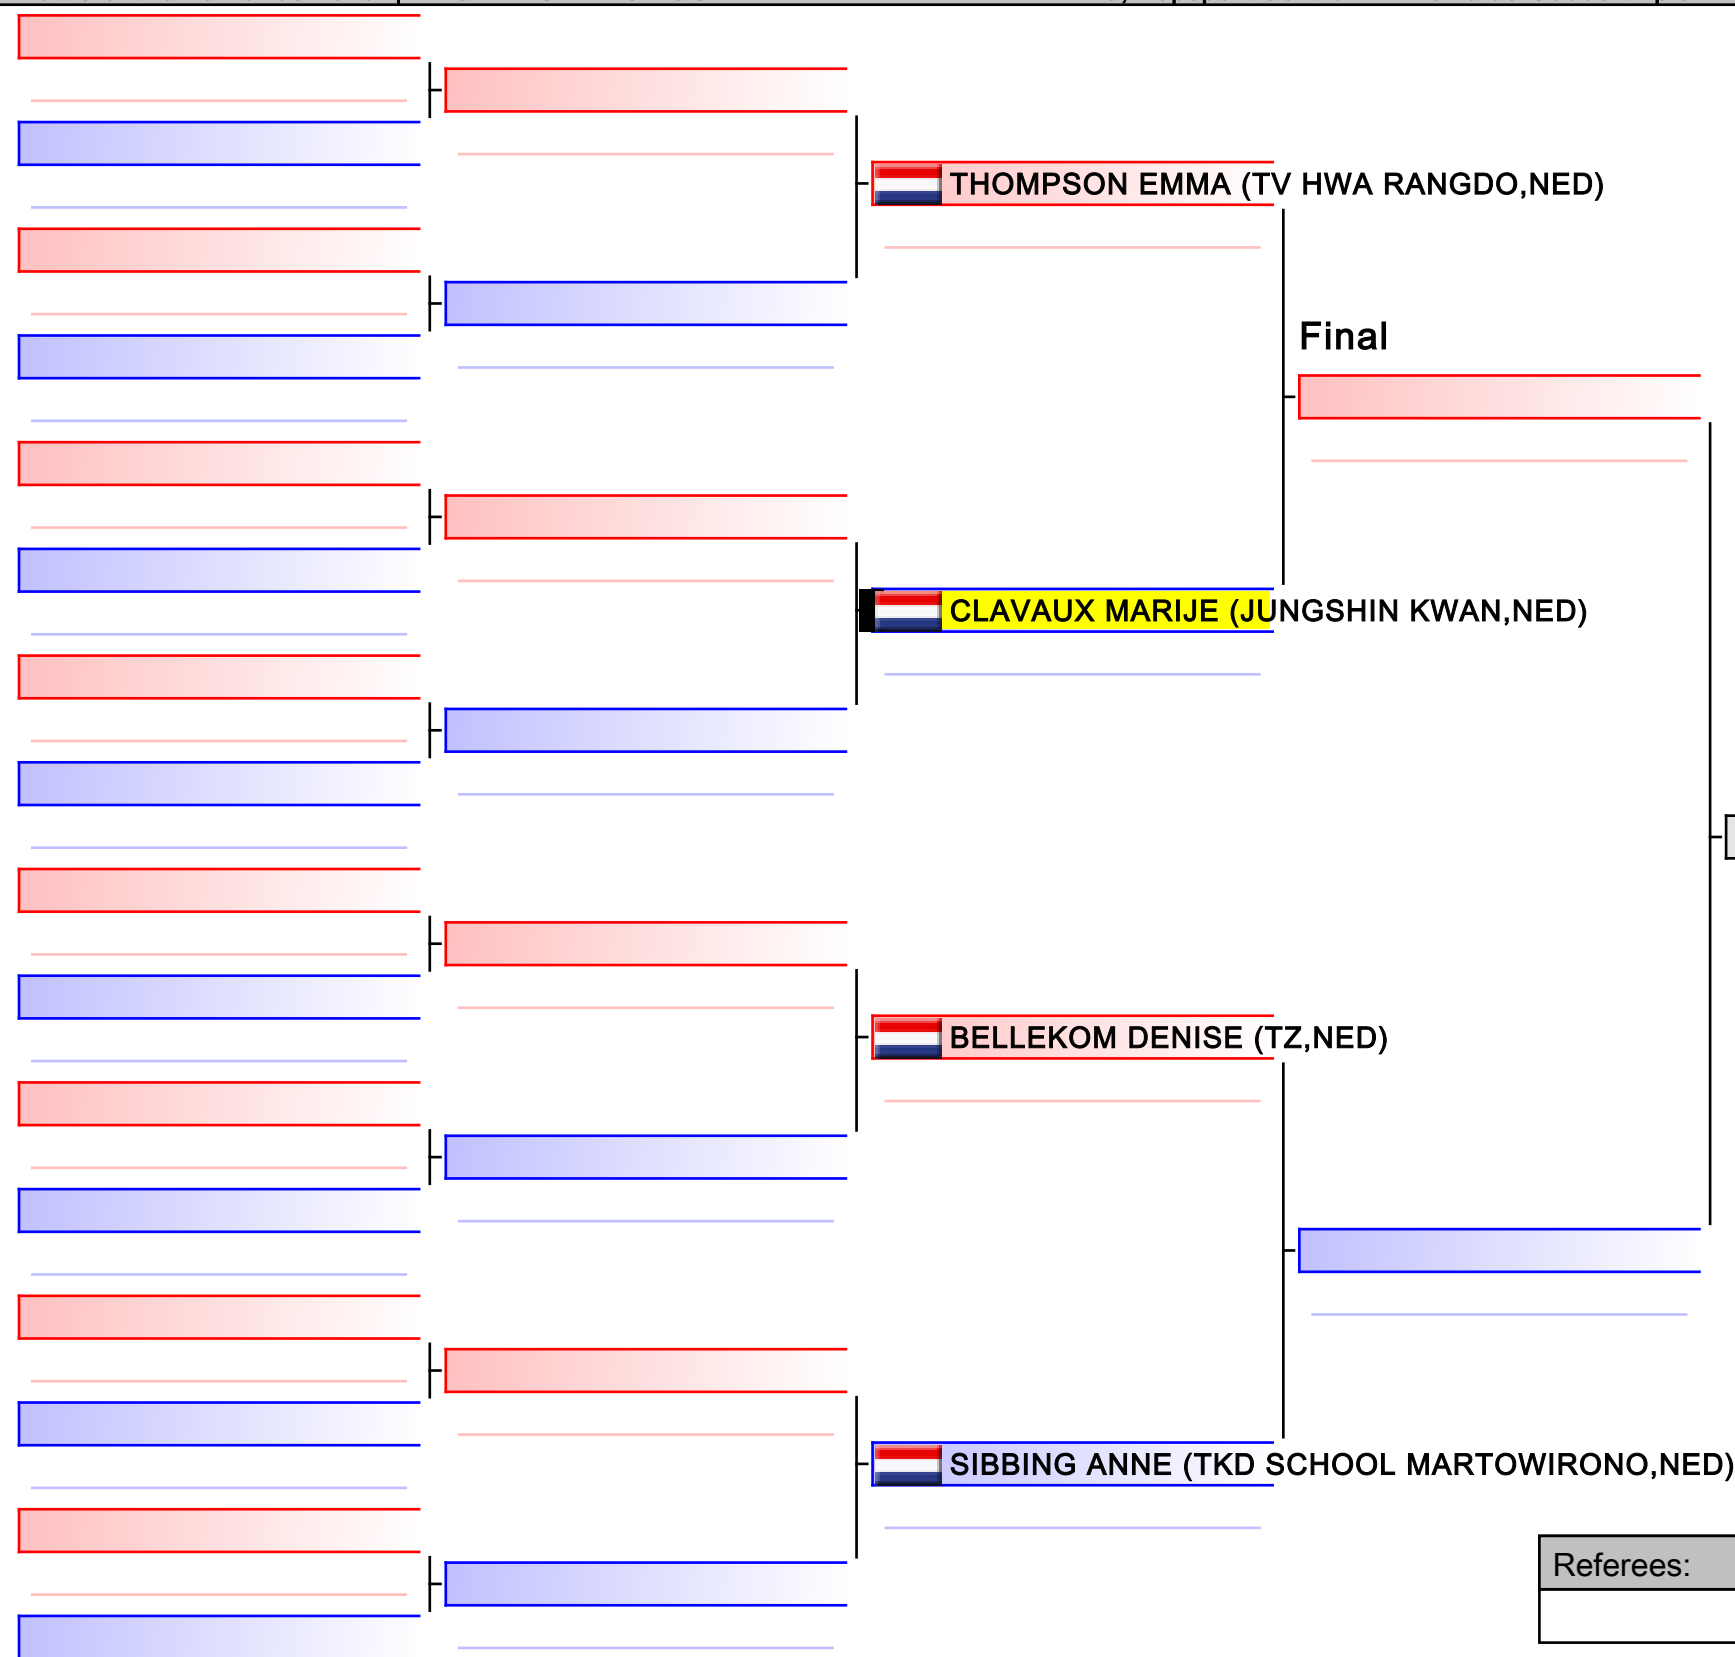 THOMPSON EMMA (TV HWA RANGDO,NED)
Final
CLAVAUX MARIJE (JUNGSHIN KWAN,NED)
BELLEKOM DENISE (TZ,NED)
SIBBING ANNE (TKD SCHOOL MARTOWIRONO,NED)
Referees: